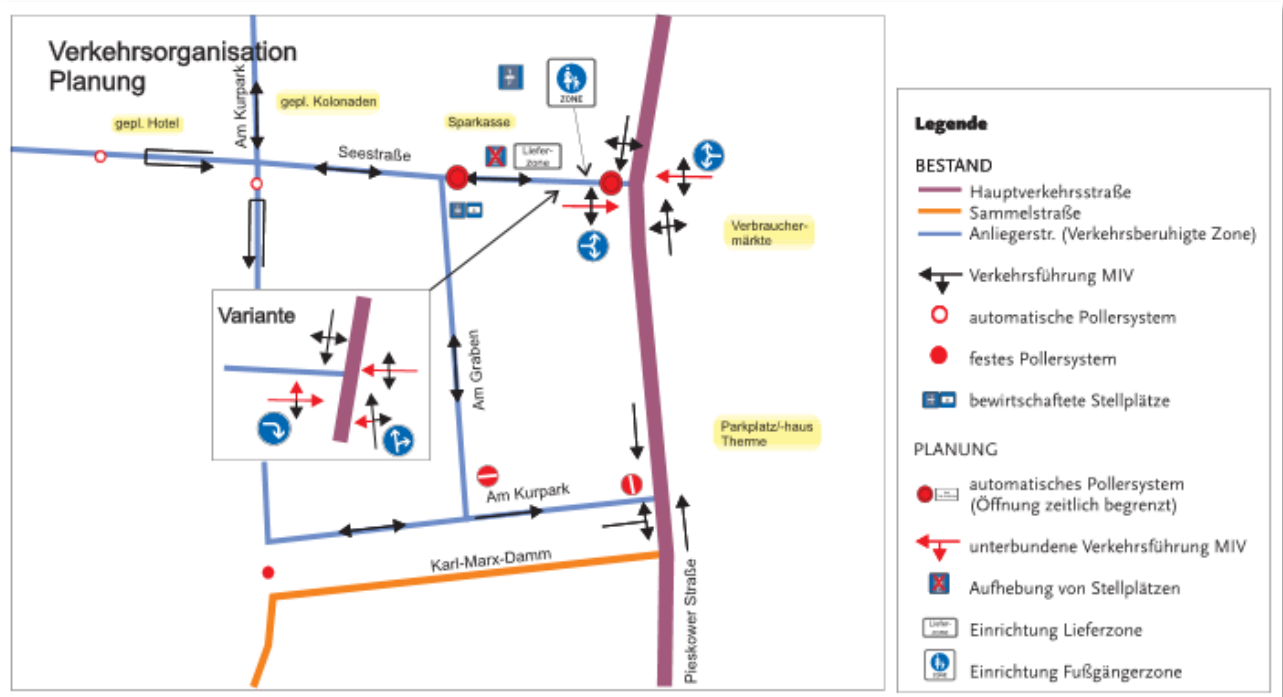 Verkehrsorganisation
Planung
Am Kurpark
gepl. Kolonaden
gepl. Hotel
Sparkasse
ZONE
Seestraße
Liefer-
zone
Verbraucher-
märkte
Variante
Am Graben
Parkplatz/-haus
Therme
Am Kurpark
Karl-Marx-Damm
Pieskower Straße
Legende
BESTAND
Hauptverkehrsstraße
Sammelstraße
Anliegerstr. (Verkehrsberuhigte Zone)
Verkehrsführung MIV
automatische Pollersystem
festes Pollersystem
bewirtschaftete Stellplätze
PLANUNG
automatisches Pollersystem
(Öffnung zeitlich begrenzt)
unterbundene Verkehrsführung MIV
Aufhebung von Stellplätzen
Liefer-
zone
Einrichtung Lieferzone
ZONE
Einrichtung Fußgängerzone